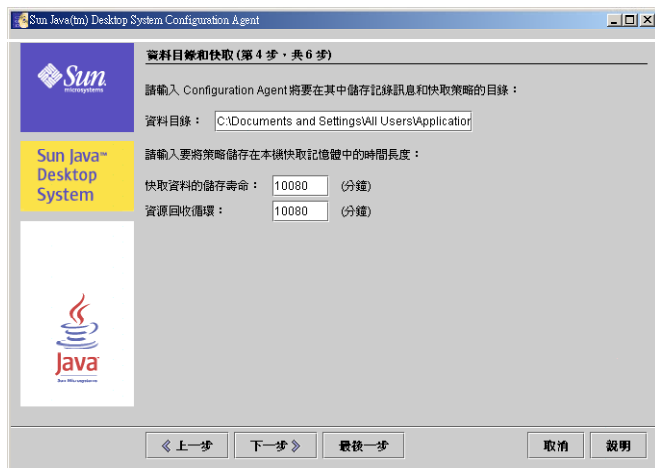 Sun Java(tm) Desktop System Configuration Agent
Sun
microsystems
Sun Java™
Desktop
System
Java
Sun Microsystems
資料目錄和快取 (第 4 步，共 6 步)
請輸入 Configuration Agent 將要在其中儲存記錄訊息和快取策略的目錄：
資料目錄： C:\Documents and Settings\All Users\Application
請輸入要將策略儲存在本機快取記憶體中的時間長度：
快取資料的儲存壽命： 10080 (分鐘)
資源回收循環： 10080 (分鐘)
上一步 下一步 最後一步 取消 說明